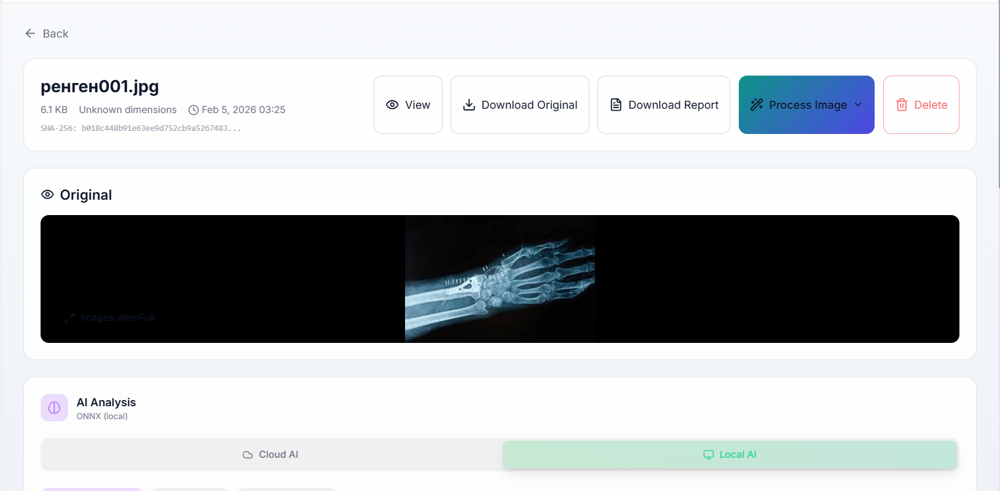 Back
ренген001.jpg
6.1 KB Unknown dimensions Feb 5, 2026 03:25
SHA-256: b018c448b91e63ee9d752cb9a5267483...
View
Download Original
Download Report
Process Image
Delete
Original
images.viewFull
AI Analysis
ONNX (local)
Cloud AI
Local AI